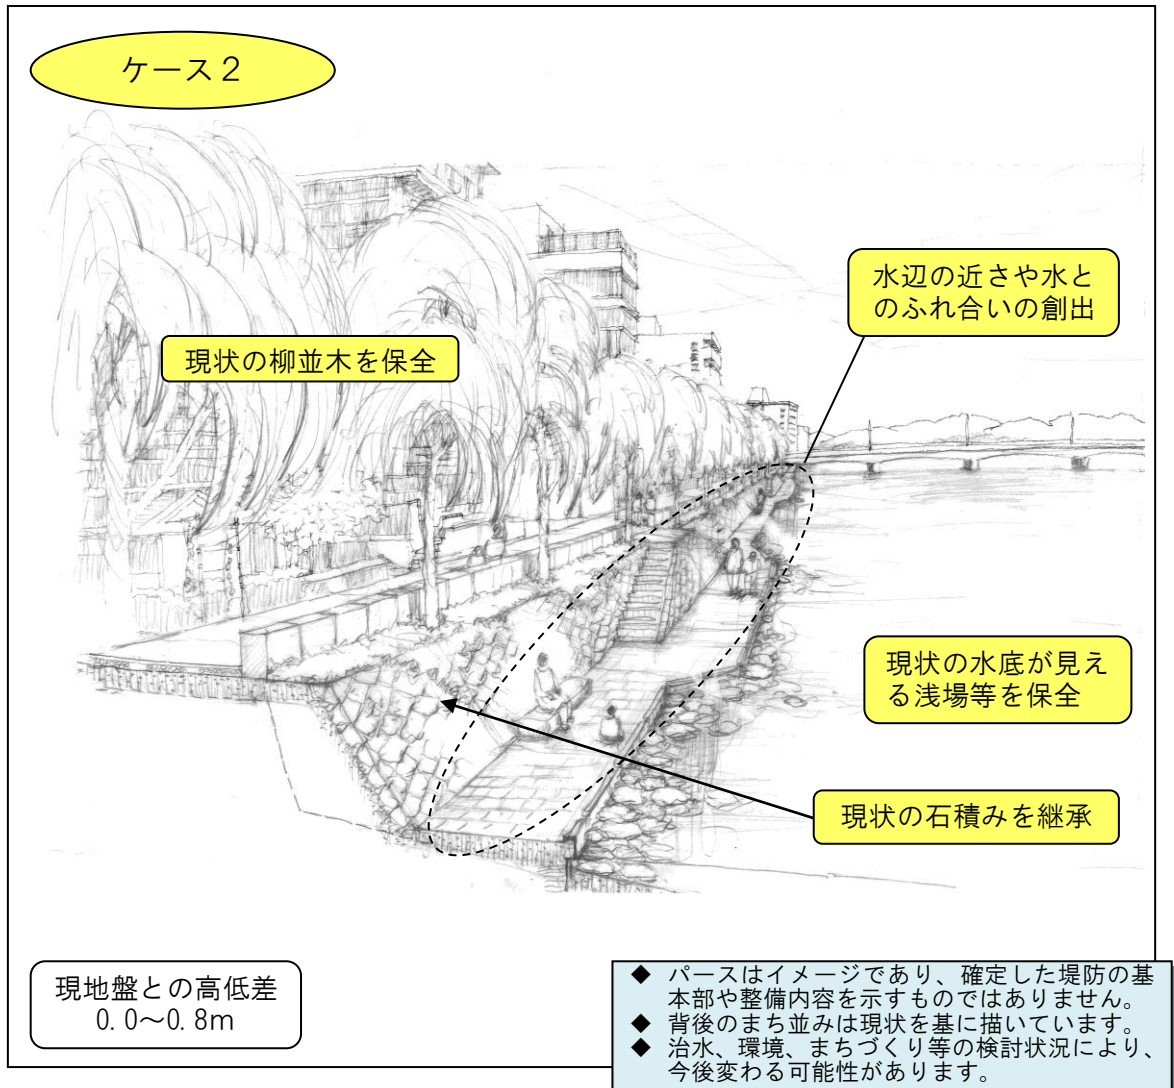 ケース2
水辺の近さや水と
のふれ合いの創出
現状の柳並木を保全
現状の水底が見え
る浅場等を保全
現状の石積みを継承
現地盤との高低差
0.0～0.8m
◆ パースはイメージであり、確定した堤防の基
本部や整備内容を示すものではありません。
◆ 背後のまち並みは現状を基に描いています。
◆ 治水、環境、まちづくり等の検討状況により、
今後変わる可能性があります。